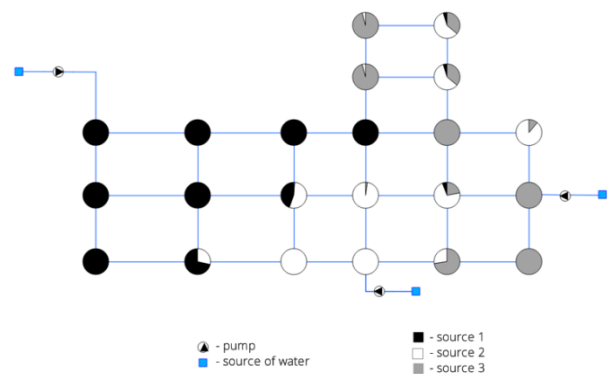 - pump
- source of water
- source 1
- source 2
- source 3